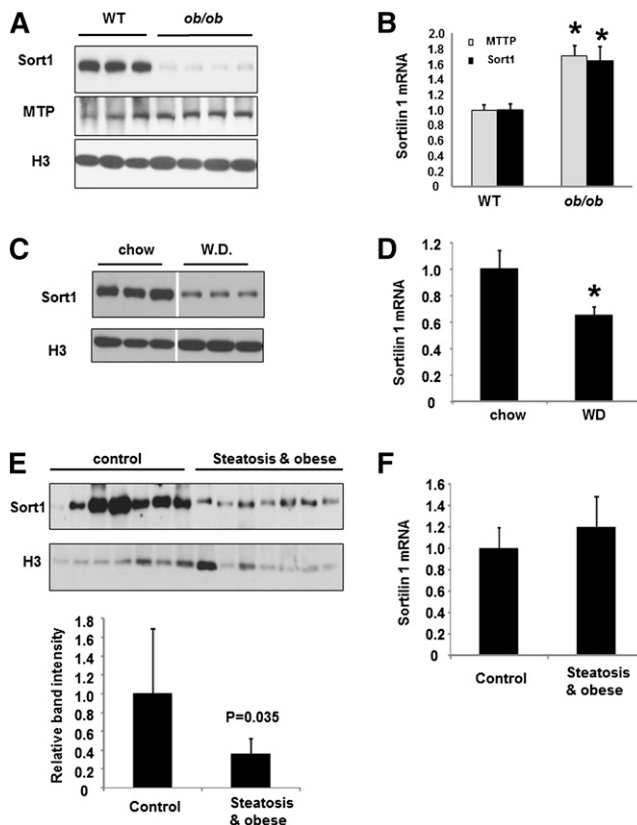 A
WT ob/ob
Sort1
MTP
H3
B
Sortilin 1 mRNA
2.0
1.8
1.6
1.4
1.2
1.0
0.8
0.6
0.4
0.2
0
MTTP
Sort1
* *
WT ob/ob
C
chow W.D.
Sort1
H3
D
Sortilin 1 mRNA
1.2
1.0
0.8
0.6
0.4
0.2
0
*
chow WD
E
control Steatosis & obese
Sort1
H3
Relative band intensity
1.8
1.6
1.4
1.2
1.0
0.8
0.6
0.4
0.2
0
P=0.035
Control Steatosis
& obese
F
Sortilin 1 mRNA
1.6
1.4
1.2
1.0
0.8
0.6
0.4
0.2
0
Control Steatosis
& obese